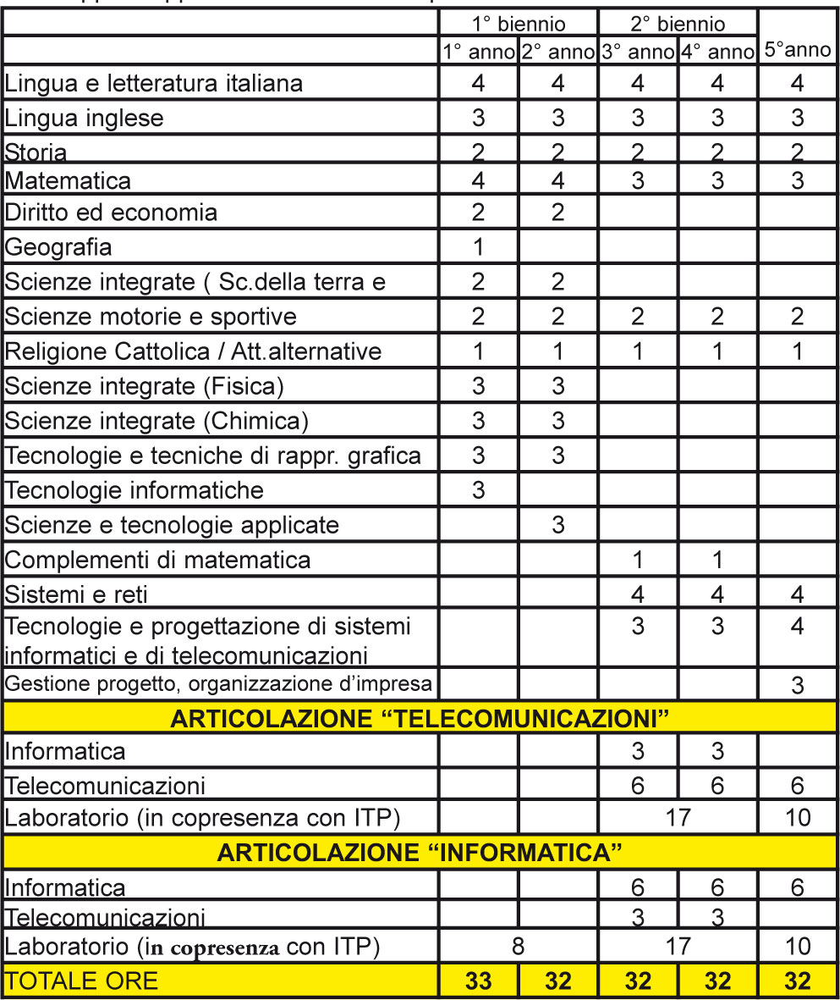 1° biennio 2° biennio
1° anno 2° anno 3° anno 4° anno 5°anno
Lingua e letteratura italiana 4 4 4 4 4
Lingua inglese 3 3 3 3 3
Storia 2 2 2 2 2
Matematica 4 4 3 3 3
Diritto ed economia 2 2
Geografia 1
Scienze integrate ( Sc.della terra e 2 2
Scienze motorie e sportive 2 2 2 2 2
Religione Cattolica / Att.alternative 1 1 1 1 1
Scienze integrate (Fisica) 3 3
Scienze integrate (Chimica) 3 3
Tecnologie e tecniche di rappr. grafica 3 3
Tecnologie informatiche 3
Scienze e tecnologie applicate 3
Complementi di matematica 1 1
Sistemi e reti 4 4 4
Tecnologie e progettazione di sistemi 3 3 4
informatici e di telecomunicazioni
Gestione progetto, organizzazione d'impresa 3
ARTICOLAZIONE “TELECOMUNICAZIONI”
Informatica 3 3
Telecomunicazioni 6 6 6
Laboratorio (in copresenza con ITP) 17 10
ARTICOLAZIONE “INFORMATICA”
Informatica 6 6 6
Telecomunicazioni 3 3
Laboratorio (in copresenza con ITP) 8 17 10
TOTALE ORE 33 32 32 32 32